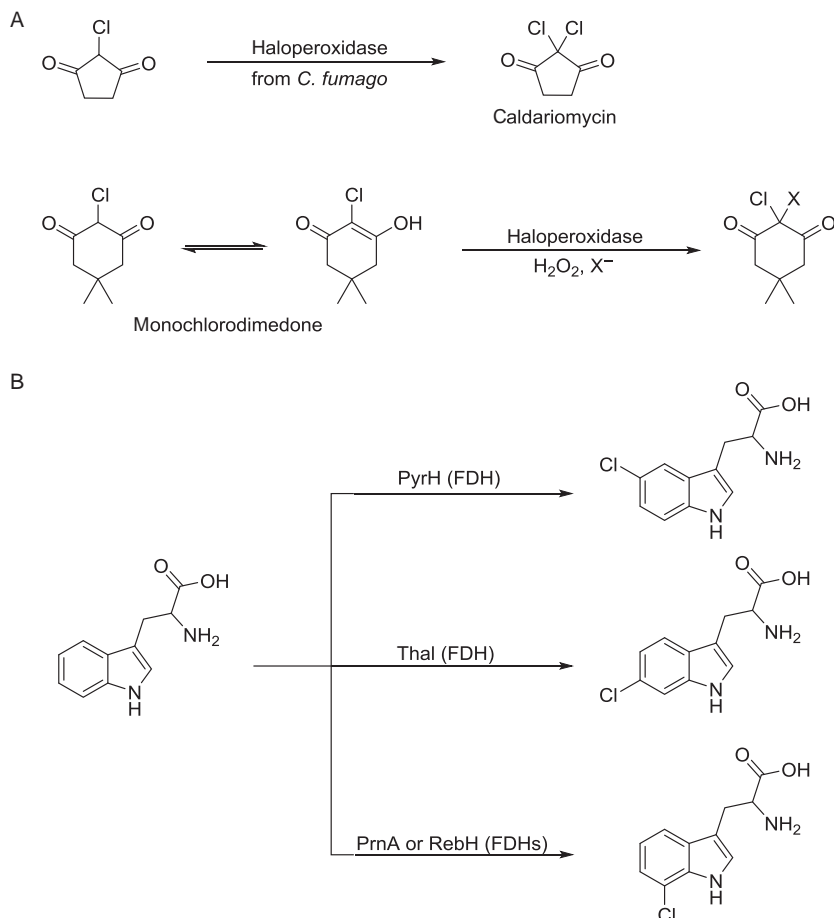 A
Cl
O
O
Haloperoxidase
from C. fumago
Cl Cl
O
O
Caldariomycin
Cl
O
O
Cl
O
OH
Monochlorodimedone
Haloperoxidase
H₂O₂, X⁻
Cl X
O
O
B
O
OH
NH₂
N
H
PyrH (FDH)
O
OH
NH₂
Cl
N
H
Thal (FDH)
O
OH
NH₂
Cl
N
H
PrnA or RebH (FDHs)
O
OH
NH₂
N
H
Cl